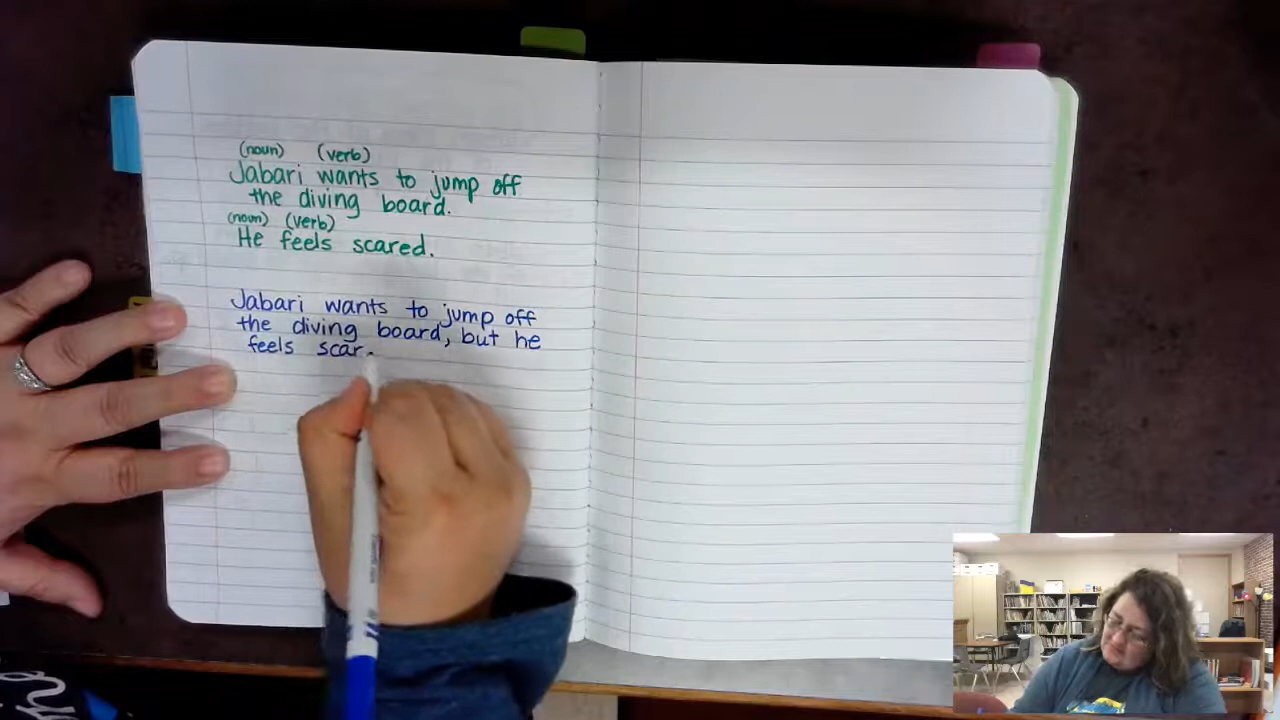 (noun) (verb)
Jabari wants to jump off
the diving board.
(noun) (verb)
He feels scared.
Jabari wants to jump off
the diving board, but he
feels scar